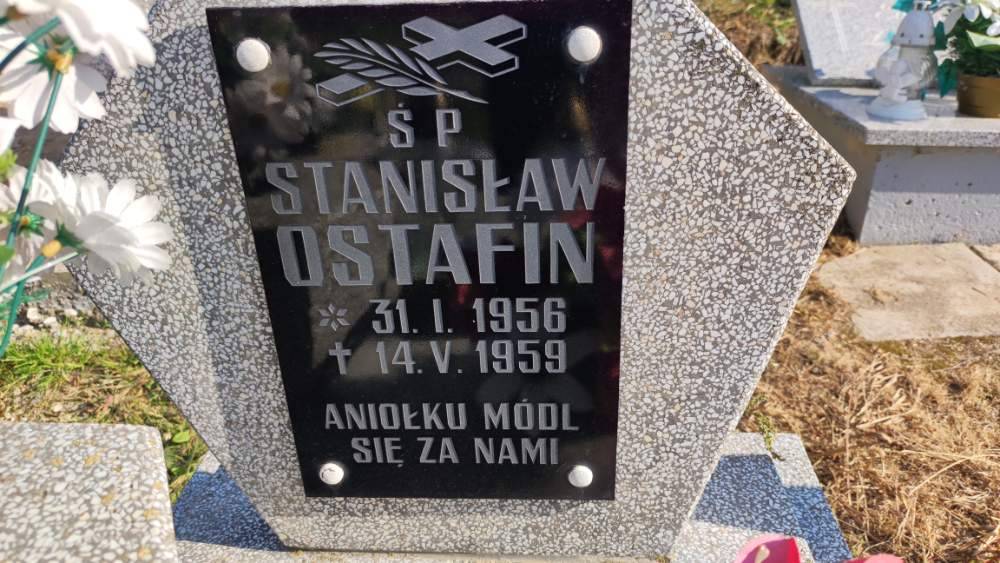 Ś P
STANISŁAW
OSTAFIN
* 31. I. 1956
† 14. V. 1959
ANIOŁKU MÓDL
SIĘ ZA NAMI